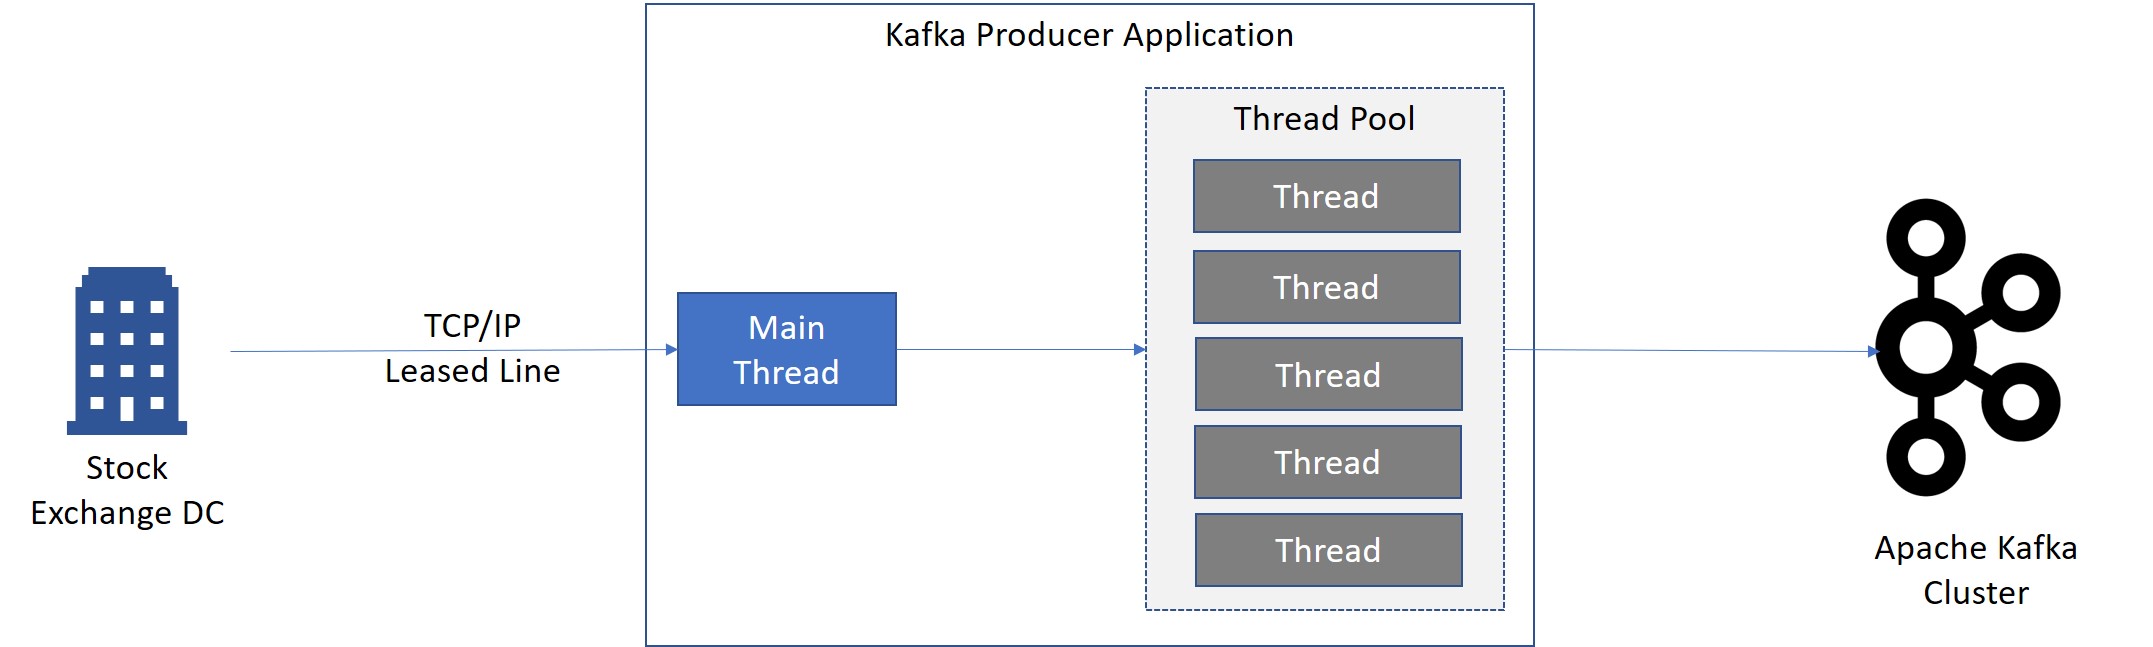 Kafka Producer Application
Thread Pool
Thread
Thread
Thread
Thread
Thread
Main
Thread
TCP/IP
Leased Line
Stock
Exchange DC
Apache Kafka
Cluster